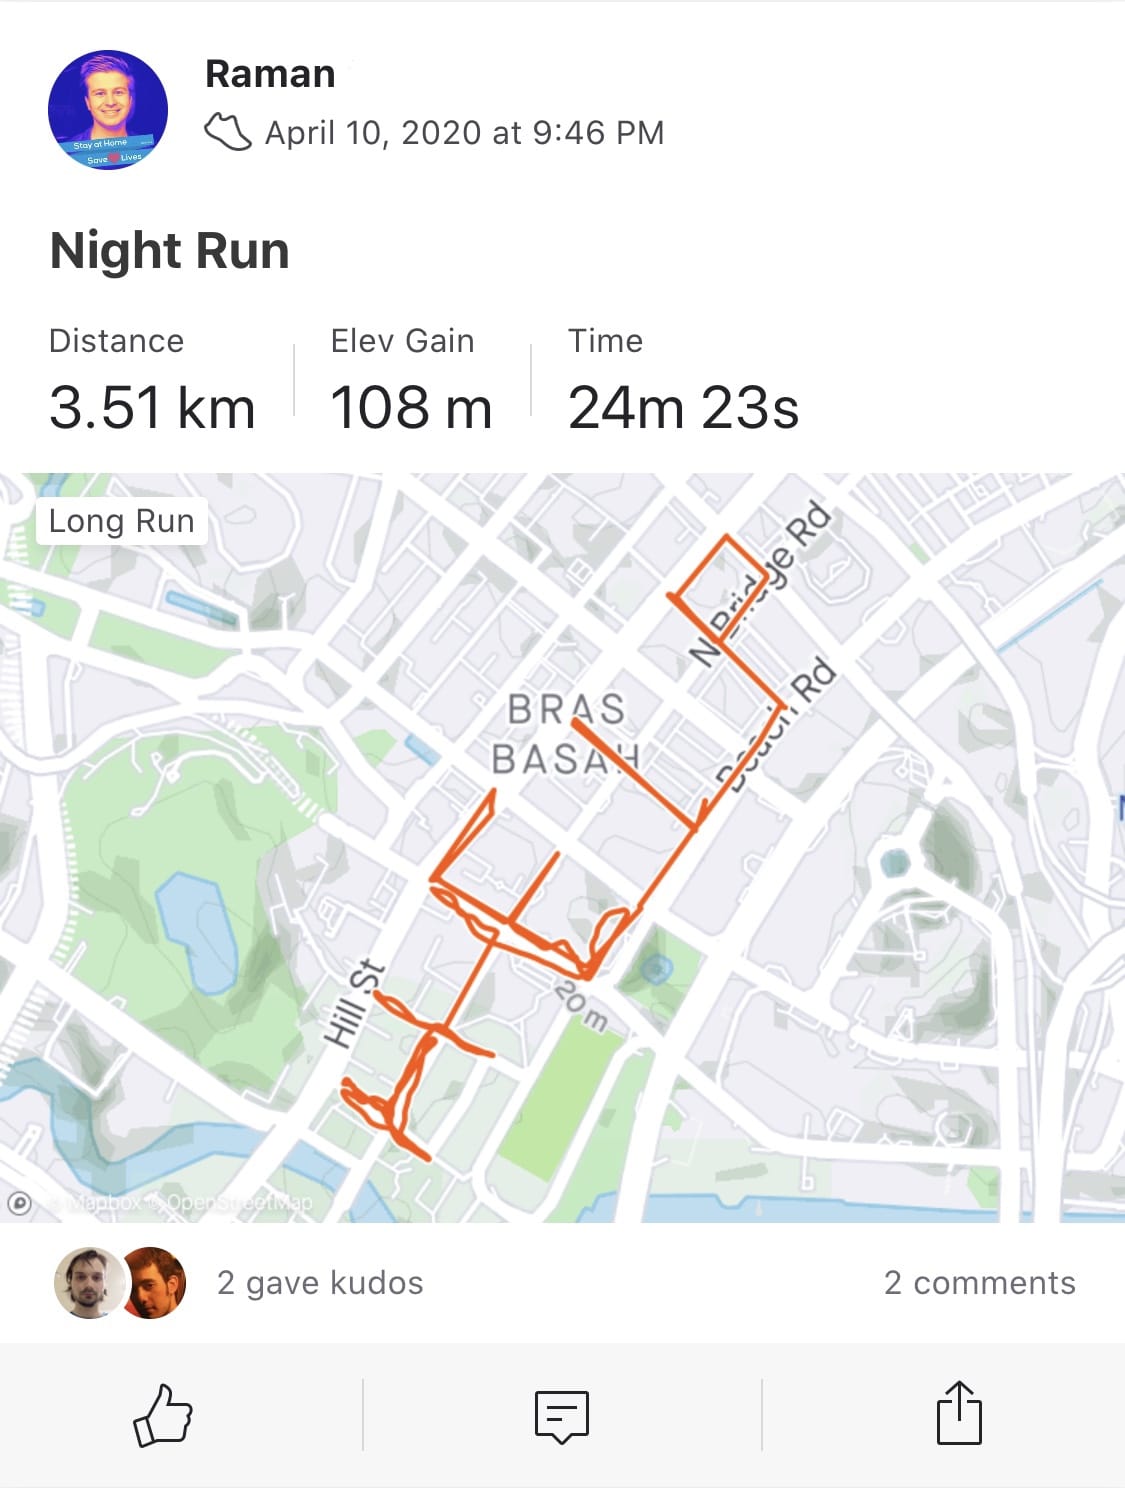 Raman
April 10, 2020 at 9:46 PM
Stay at Home
Save Lives
Night Run
Distance
Elev Gain
Time
3.51 km
108 m
24m 23s
Long Run
N Bridge Rd
Beach Rd
BRAS
BASAH
Hill St
20 m
© Mapbox © OpenStreetMap
2 gave kudos
2 comments